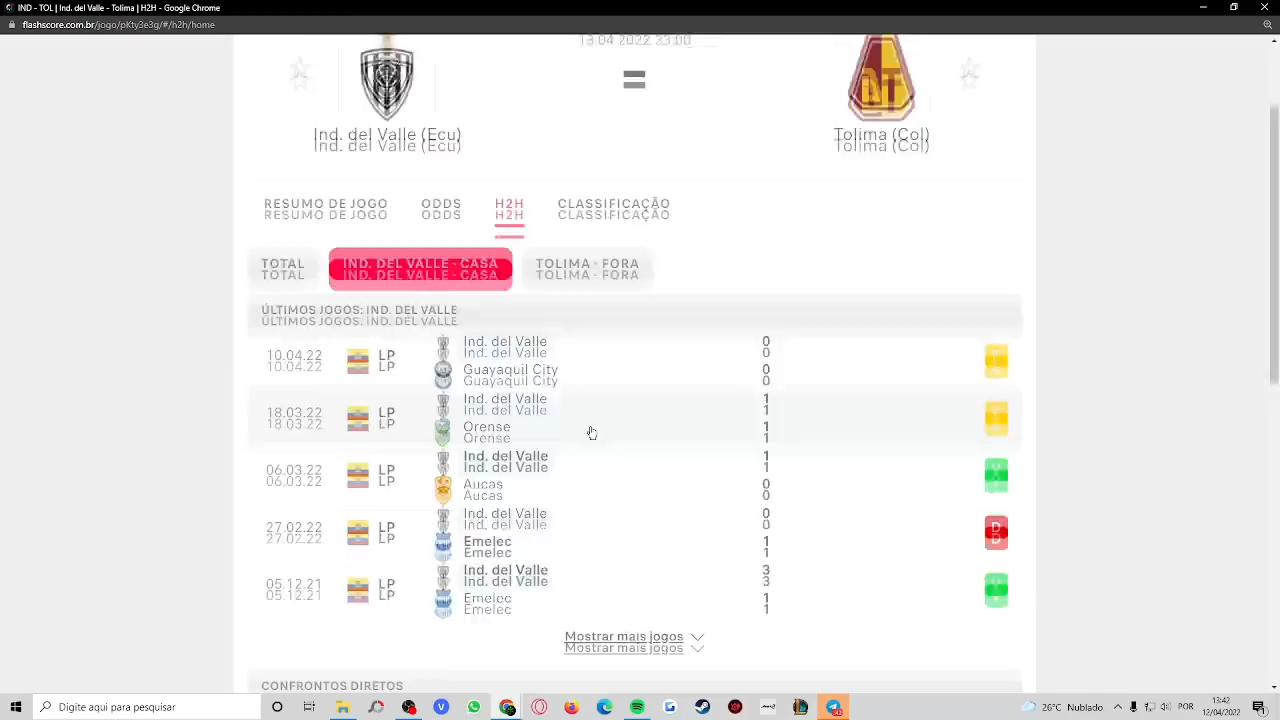 IND - TOL | Ind. del Valle - Tolima | H2H - Google Chrome
flashscore.com.br/jogo/pKty3e3g/#/h2h/home
13.04.2022 23:00
Ind. del Valle (Ecu)
Tolima (Col)
RESUMO DE JOGO ODDS H2H CLASSIFICAÇÃO
TOTAL IND. DEL VALLE - CASA TOLIMA - FORA
ÚLTIMOS JOGOS: IND. DEL VALLE
10.04.22 LP Ind. del Valle 0
Guayaquil City 0
18.03.22 LP Ind. del Valle 1
Orense 1
06.03.22 LP Ind. del Valle 1
Aucas 0
27.02.22 LP Ind. del Valle 0
Emelec 1
D
05.12.21 LP Ind. del Valle 3
Emelec 1
Mostrar mais jogos
CONFRONTOS DIRETOS
Digite aqui para pesquisar
26°C Nublado POR 13:42
12/04/2022